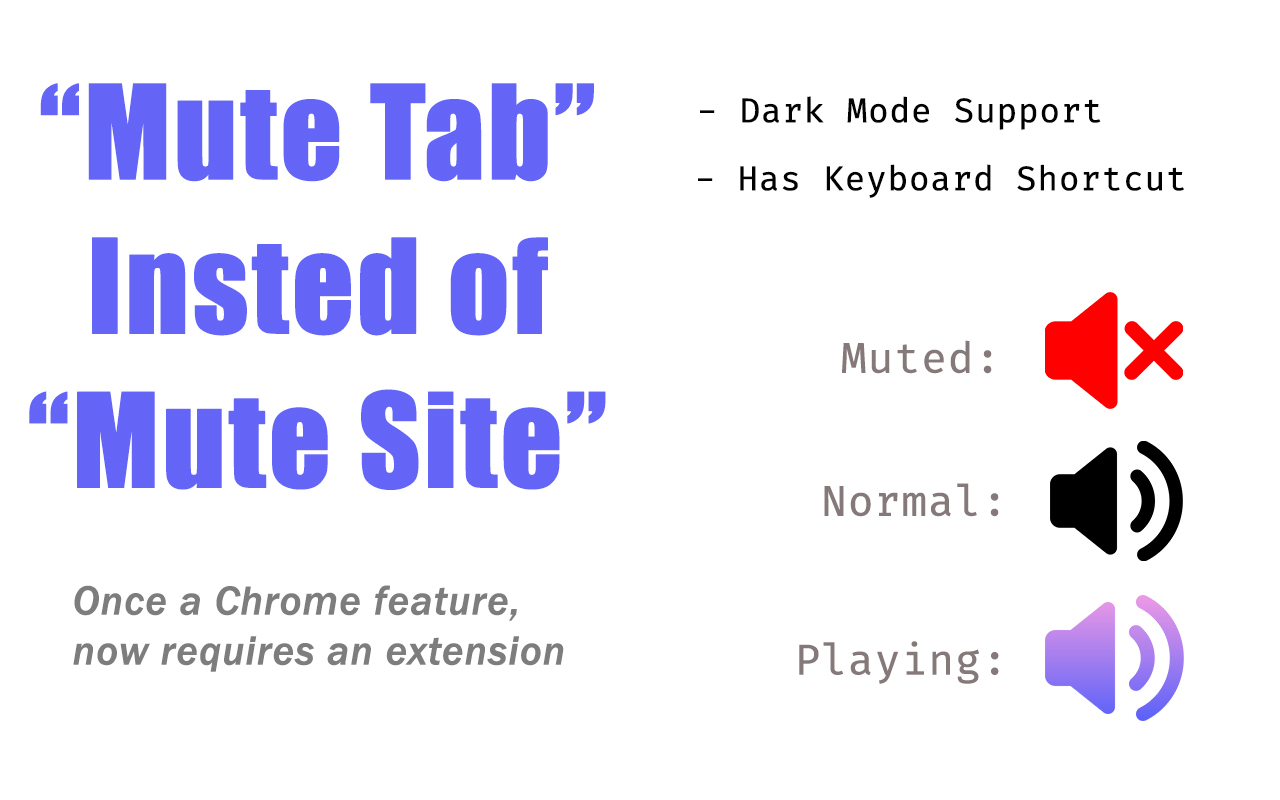 “Mute Tab”
Insted of
“Mute Site”
Once a Chrome feature,
now requires an extension
- Dark Mode Support
- Has Keyboard Shortcut
Muted:
Normal:
Playing: